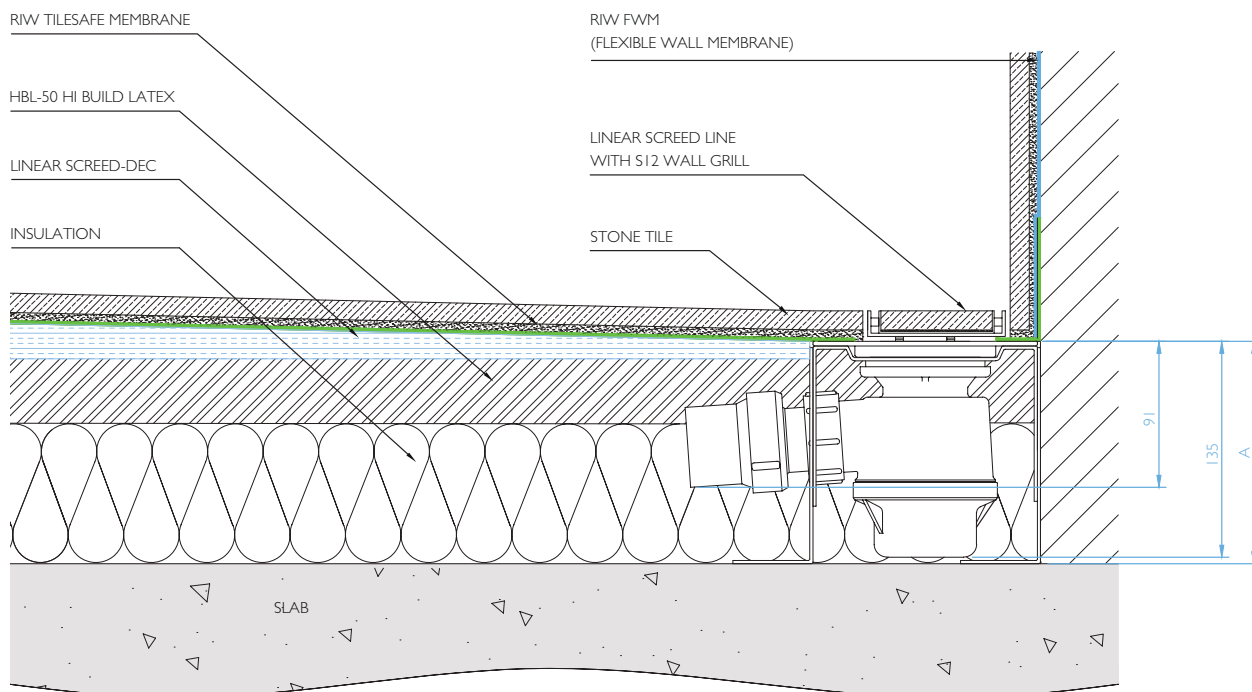 RIW TILESAFE MEMBRANE
HBL-50 HI BUILD LATEX
LINEAR SCREED-DEC
INSULATION
RIW FWM
(FLEXIBLE WALL MEMBRANE)
LINEAR SCREED LINE
WITH S12 WALL GRILL
STONE TILE
91
135
A
SLAB